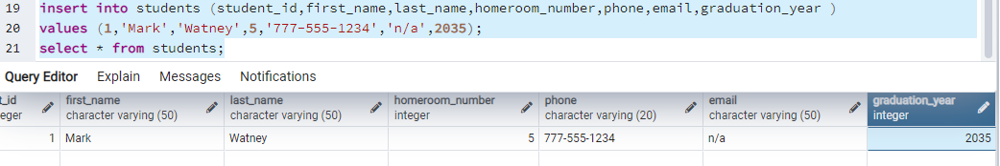 19 insert into students (student_id,first_name,last_name,homeroom_number,phone,email,graduation_year )
20 values (1,'Mark','Watney',5,'777-555-1234','n/a',2035);
21 select * from students;
Query Editor Explain Messages Notifications
t_id first_name last_name homeroom_number phone email graduation_year
eger character varying (50) character varying (50) integer character varying (20) character varying (50) integer
1 Mark Watney 5 777-555-1234 n/a 2035